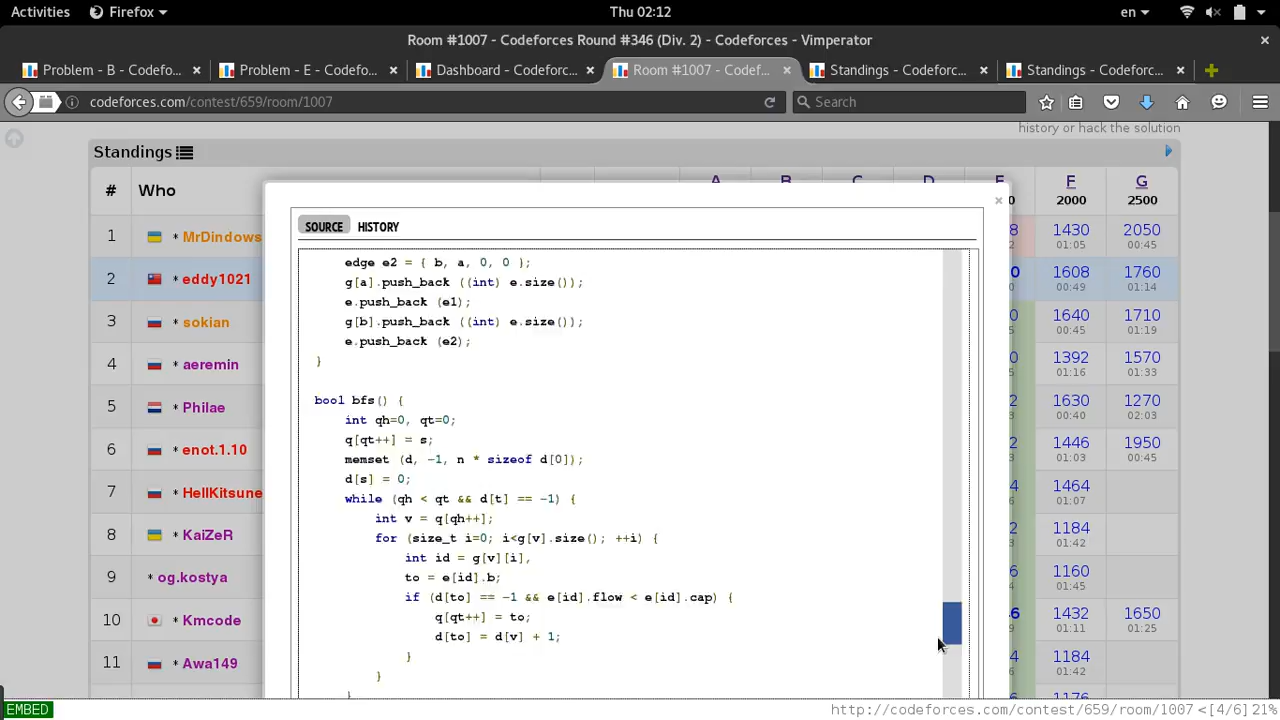 Activities Firefox Thu 02:12 en
Room #1007 - Codeforces Round #346 (Div. 2) - Codeforces - Vimperator ×
Problem - B - Codefo... × Problem - E - Codefo... × Dashboard - Codeforc... × Room #1007 - Codef... × Standings - Codeforc... × Standings - Codeforc... ×
codeforces.com/contest/659/room/1007 Search
history or hack the solution
Standings
# Who A B C D E F G
2000 2500
1 * MrDindows 1430 2050
01:05 00:45
2 * eddy1021 1608 1760
00:49 01:14
3 * sokian 1640 1710
00:45 01:19
4 * aeremin 1392 1570
01:16 01:33
5 * Philae 1630 1270
00:40 02:03
6 * enot.1.10 1446 1950
01:03 00:45
7 * HellKitsune 1464
01:07
8 * KaiZeR 1184
01:42
9 * og.kostya 1160
01:45
10 * Kmcode 1432 1650
01:11 01:25
11 * Awa149 1184
01:42
×
SOURCE HISTORY
edge e2 = { b, a, 0, 0 };
g[a].push_back ((int) e.size());
e.push_back (e1);
g[b].push_back ((int) e.size());
e.push_back (e2);
}
bool bfs() {
int qh=0, qt=0;
q[qt++] = s;
memset (d, -1, n * sizeof d[0]);
d[s] = 0;
while (qh < qt && d[t] == -1) {
int v = q[qh++];
for (size_t i=0; i<g[v].size(); ++i) {
int id = g[v][i],
to = e[id].b;
if (d[to] == -1 && e[id].flow < e[id].cap) {
q[qt++] = to;
d[to] = d[v] + 1;
}
}
EMBED http://codeforces.com/contest/659/room/1007 <[4/6] 21%